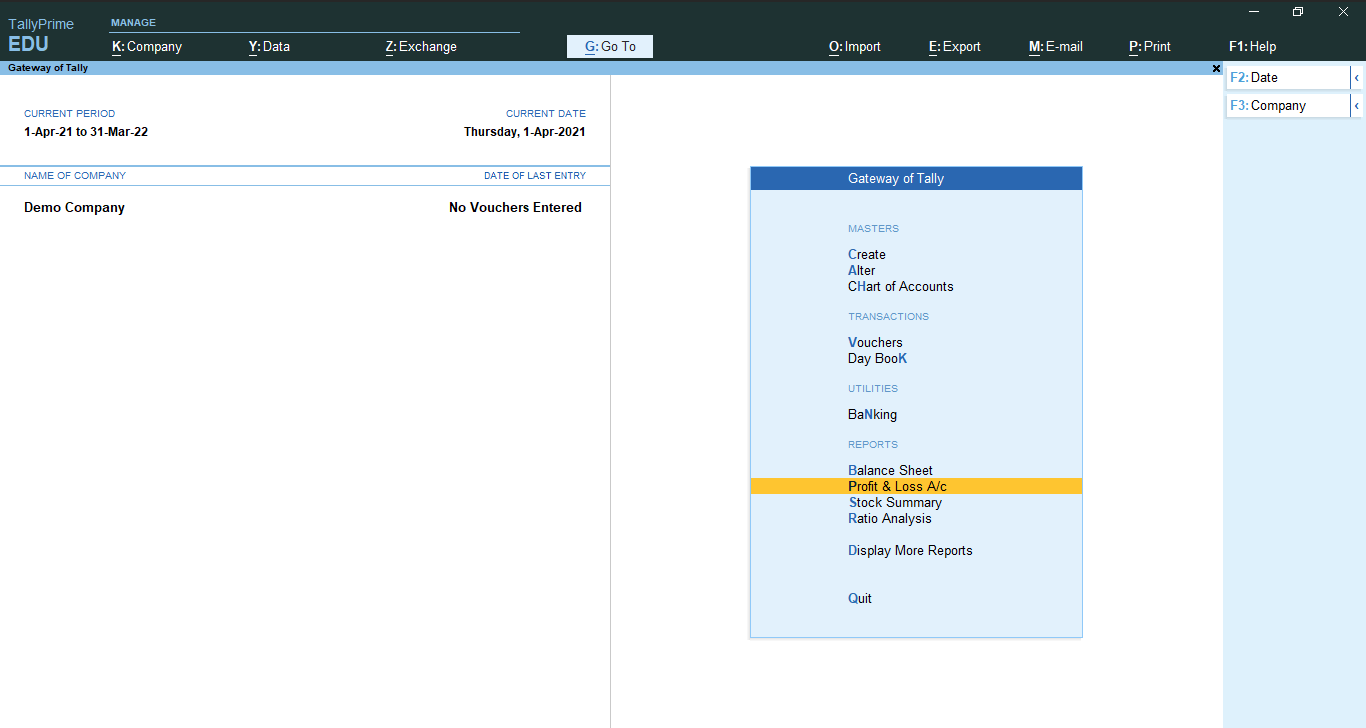 TallyPrime
EDU
MANAGE
K: Company Y: Data Z: Exchange G: Go To O: Import E: Export M: E-mail P: Print F1: Help
Gateway of Tally
F2: Date
F3: Company
CURRENT PERIOD CURRENT DATE
1-Apr-21 to 31-Mar-22 Thursday, 1-Apr-2021
NAME OF COMPANY DATE OF LAST ENTRY
Demo Company No Vouchers Entered
Gateway of Tally
MASTERS
Create
Alter
CHart of Accounts
TRANSACTIONS
Vouchers
Day BooK
UTILITIES
BaNking
REPORTS
Balance Sheet
Profit & Loss A/c
Stock Summary
Ratio Analysis
Display More Reports
Quit